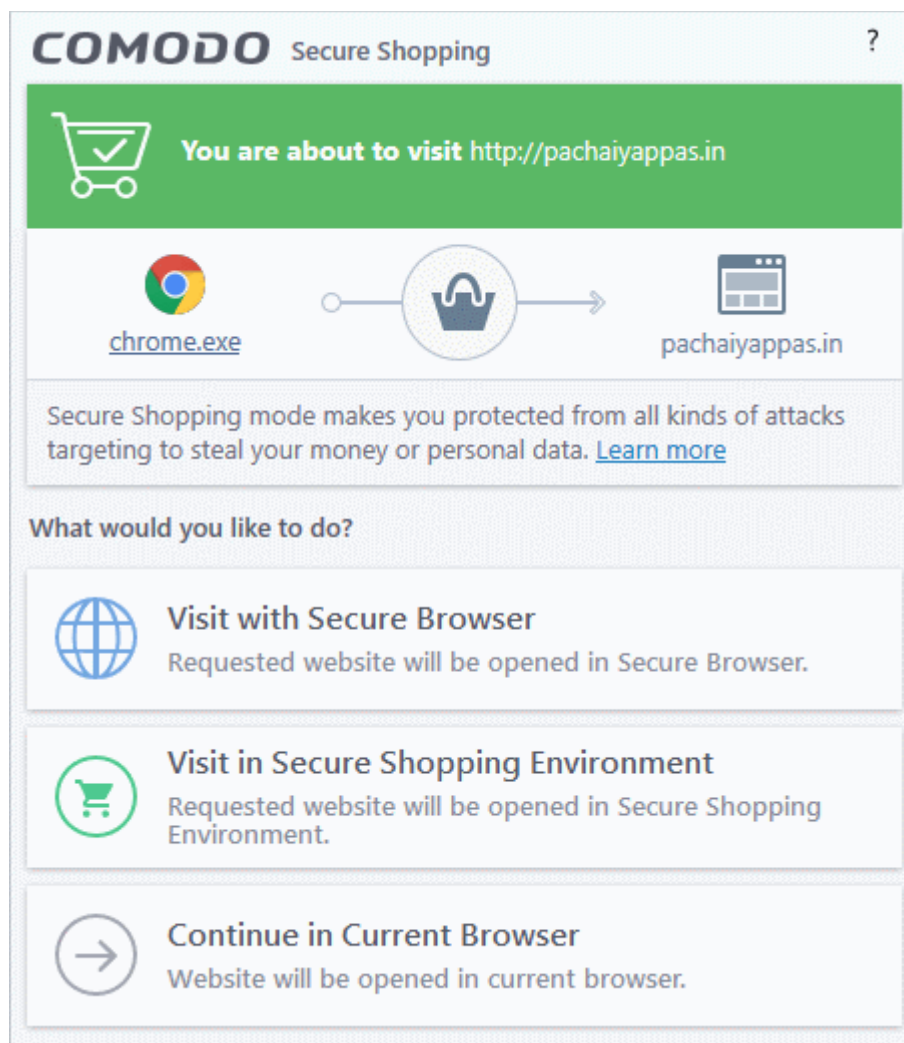 COMODO Secure Shopping ?
You are about to visit http://pachaiyappas.in
chrome.exe pachaiyappas.in
Secure Shopping mode makes you protected from all kinds of attacks
targeting to steal your money or personal data. Learn more
What would you like to do?
Visit with Secure Browser
Requested website will be opened in Secure Browser.
Visit in Secure Shopping Environment
Requested website will be opened in Secure Shopping
Environment.
Continue in Current Browser
Website will be opened in current browser.